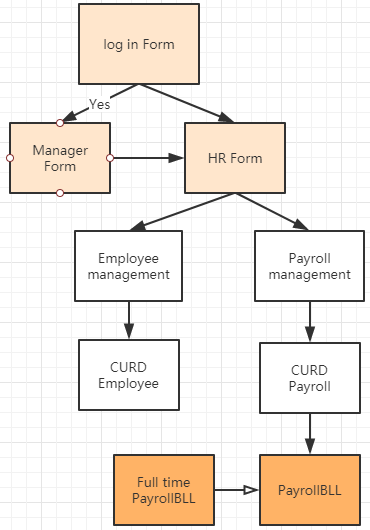 log in Form
Yes
Manager
Form
HR Form
Employee
management
Payroll
management
CURD
Employee
CURD
Payroll
Full time
PayrollBLL
PayrollBLL